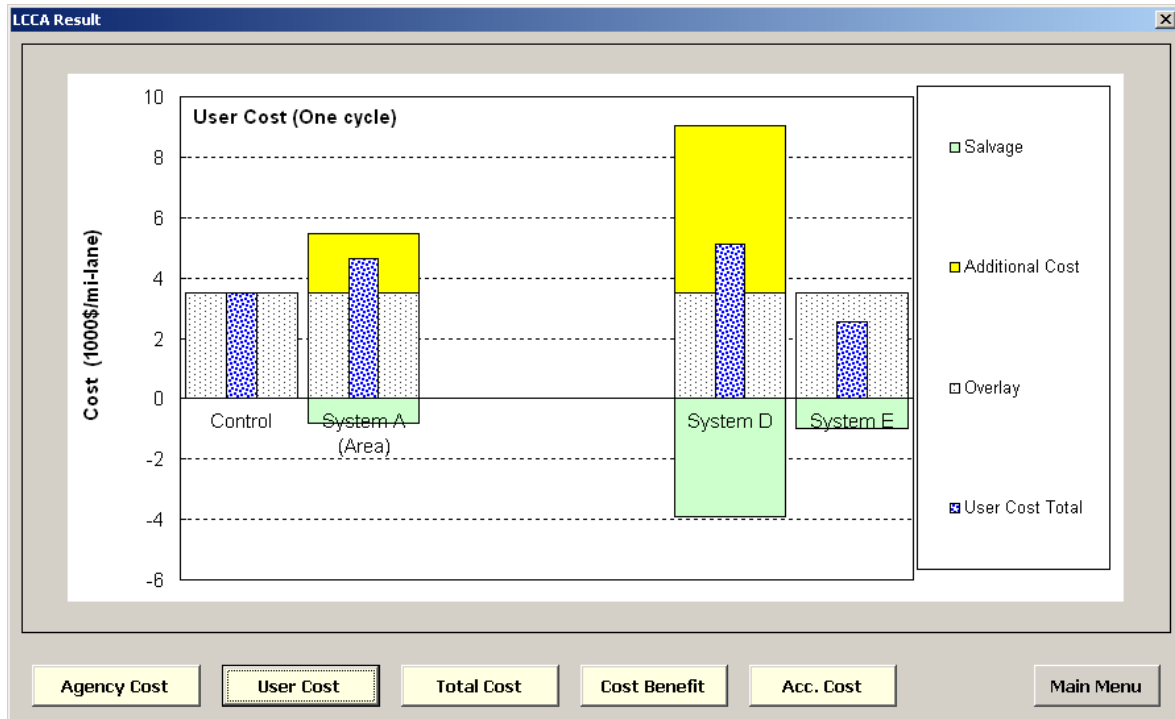 LCCA Result
User Cost (One cycle)
Cost (1000$/mi-lane)
10
8
6
4
2
0
-2
-4
-6
Control
System A
(Area)
System D
System E
Salvage
Additional Cost
Overlay
User Cost Total
Agency Cost
User Cost
Total Cost
Cost Benefit
Acc. Cost
Main Menu